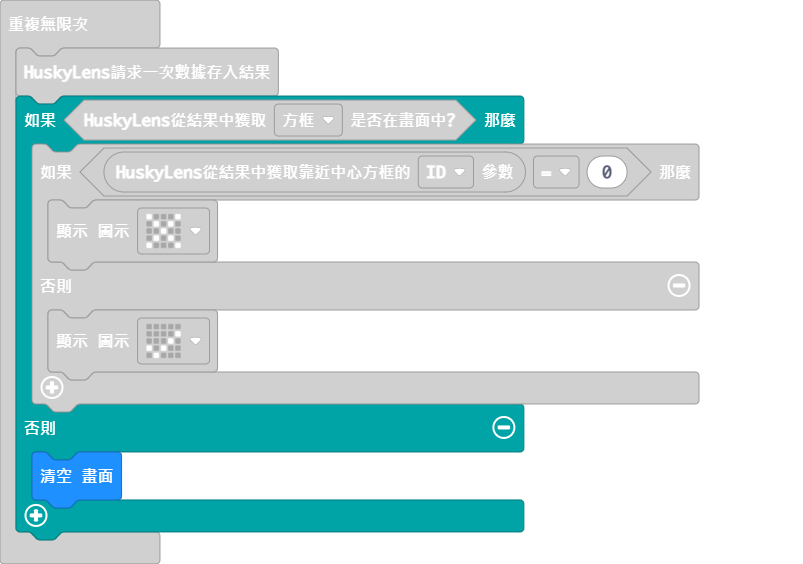 重複無限次
HuskyLens請求一次數據存入結果
如果 HuskyLens從結果中獲取 方框 是否在畫面中? 那麼
如果 HuskyLens從結果中獲取靠近中心方框的 ID 參數 = 0 那麼
顯示 圖示
否則
顯示 圖示
否則
清空 畫面